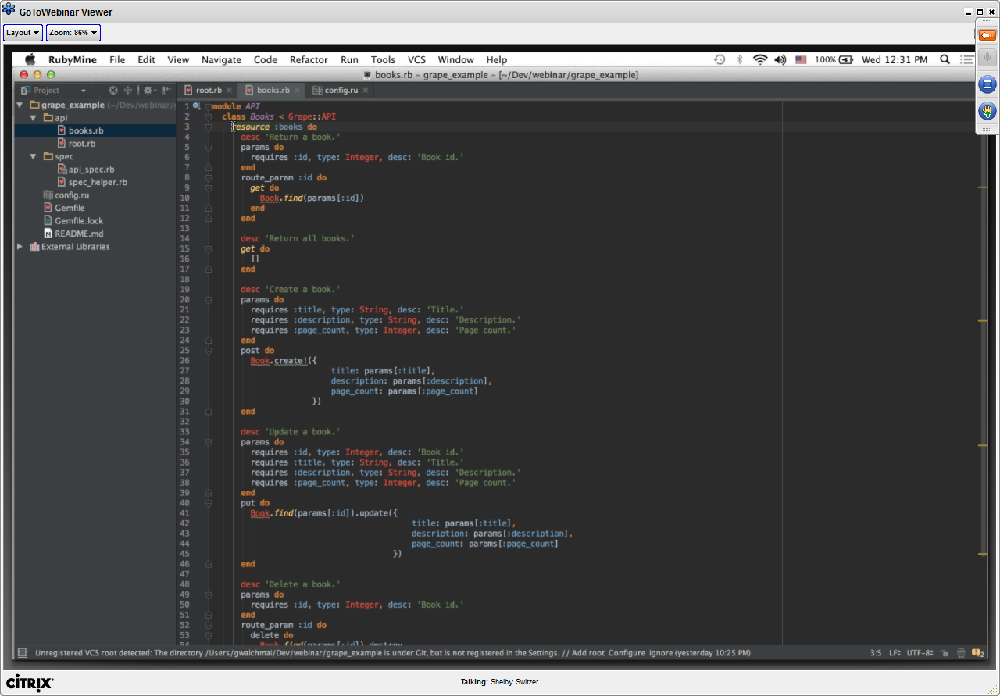 GoToWebinar Viewer
Layout Zoom: 86%
RubyMine File Edit View Navigate Code Refactor Run Tools VCS Window Help 100% Wed 12:31 PM
books.rb – grape_example – [~/Dev/webinar/grape_example]
Project root.rb books.rb config.ru
grape_example (~/Dev/webinar/
api
books.rb
root.rb
spec
api_spec.rb
spec_helper.rb
config.ru
Gemfile
Gemfile.lock
README.md
External Libraries
1 module API
2 class Books < Grape::API
3 resource :books do
4 desc 'Return a book.'
5 params do
6 requires :id, type: Integer, desc: 'Book id.'
7 end
8 route_param :id do
9 get do
10 Book.find(params[:id])
11 end
12 end
13
14 desc 'Return all books.'
15 get do
16 []
17 end
18
19 desc 'Create a book.'
20 params do
21 requires :title, type: String, desc: 'Title.'
22 requires :description, type: String, desc: 'Description.'
23 requires :page_count, type: Integer, desc: 'Page count.'
24 end
25 post do
26 Book.create!({
27 title: params[:title],
28 description: params[:description],
29 page_count: params[:page_count]
30 })
31 end
32
33 desc 'Update a book.'
34 params do
35 requires :id, type: Integer, desc: 'Book id.'
36 requires :title, type: String, desc: 'Title.'
37 requires :description, type: String, desc: 'Description.'
38 requires :page_count, type: Integer, desc: 'Page count.'
39 end
40 put do
41 Book.find(params[:id]).update({
42 title: params[:title],
43 description: params[:description],
44 page_count: params[:page_count]
45 })
46 end
47
48 desc 'Delete a book.'
49 params do
50 requires :id, type: Integer, desc: 'Book id.'
51 end
52 route_param :id do
53 delete do
54 Book.find(params[:id]).destroy
Unregistered VCS root detected: The directory /Users/gwalchmai/Dev/webinar/grape_example is under Git, but is not registered in the Settings. // Add root Configure Ignore (yesterday 10:25 PM) 3:5 LF UTF-8 2
CİTRIX Talking: Shelby Switzer